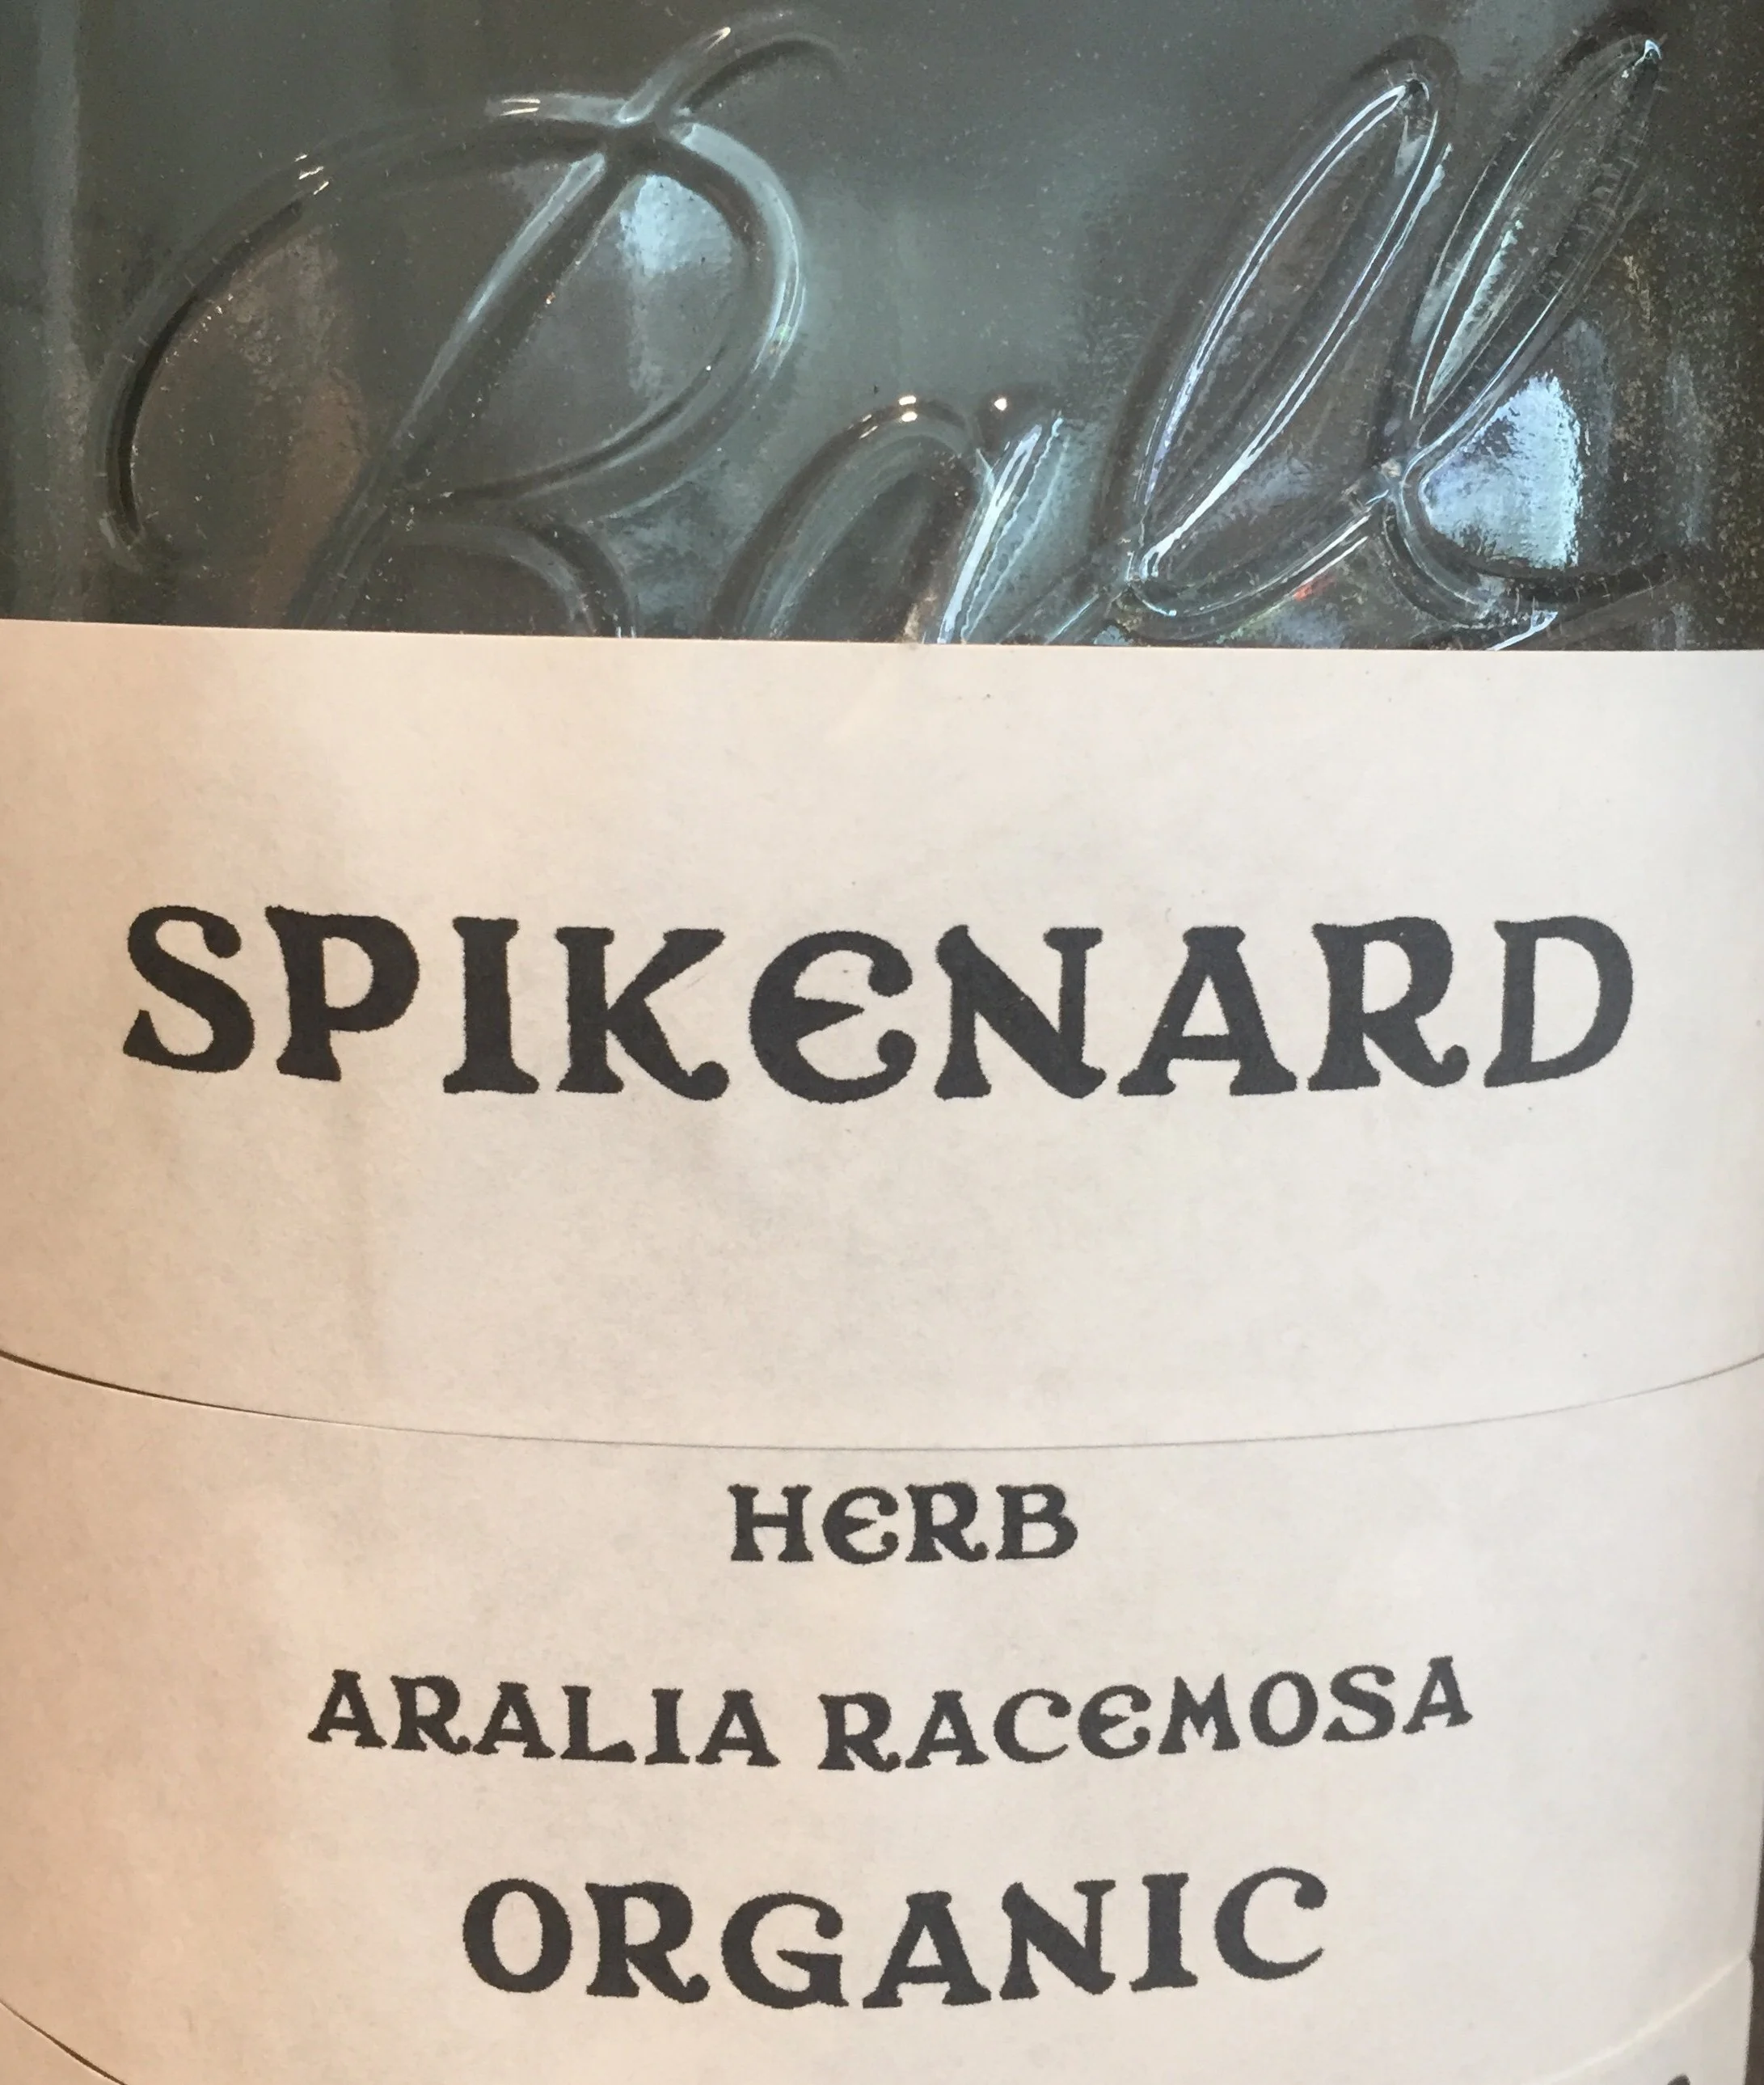 Ball
SPIKENARD
HERB
ARALIA RACEMOSA
ORGANIC